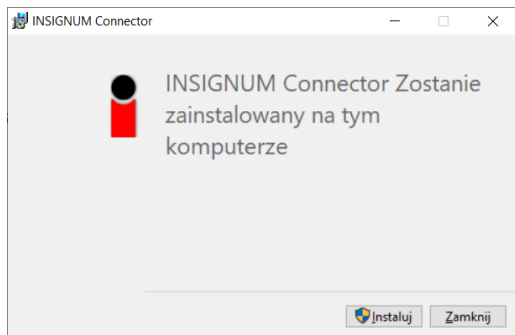 INSIGNUM Connector
INSIGNUM Connector Zostanie
zainstalowany na tym
komputerze
Instaluj
Zamknij